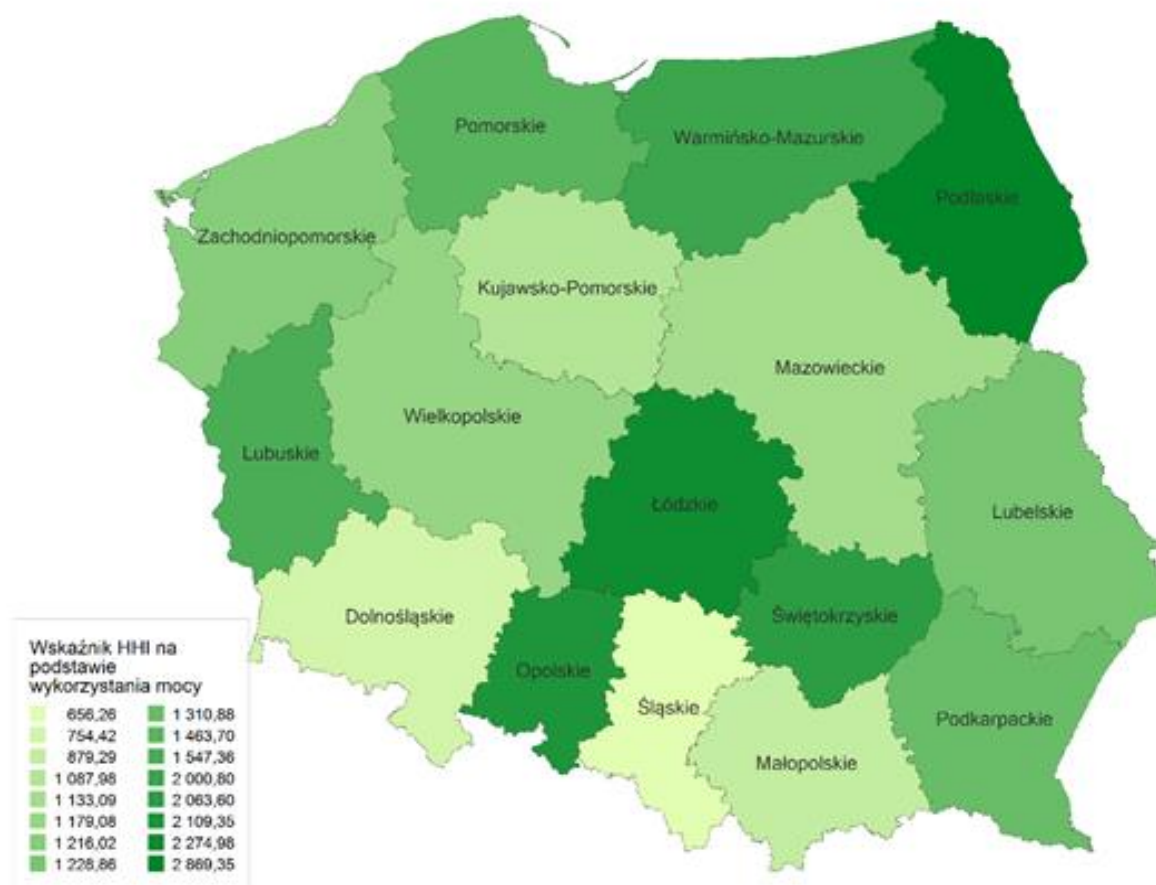 Pomorskie
Warmińsko-Mazurskie
Podlaskie
Zachodniopomorskie
Kujawsko-Pomorskie
Mazowieckie
Wielkopolskie
Lubuskie
Łódzkie
Lubelskie
Dolnośląskie
Świętokrzyskie
Opolskie
Śląskie
Podkarpackie
Małopolskie
Wskaźnik HHI na
podstawie
wykorzystania mocy
656,26 1 310,88
754,42 1 463,70
879,29 1 547,36
1 087,98 2 000,80
1 133,09 2 063,60
1 179,08 2 109,35
1 216,02 2 274,98
1 228,86 2 869,35